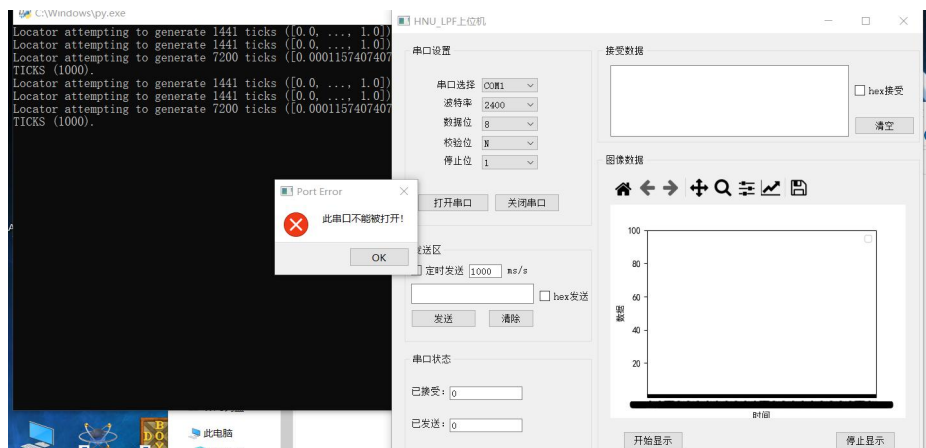 C:\Windows\py.exe
Locator attempting to generate 1441 ticks ([0.0, ..., 1.0])
Locator attempting to generate 1441 ticks ([0.0, ..., 1.0])
Locator attempting to generate 7200 ticks ([0.0001157407407
TICKS (1000).
Locator attempting to generate 1441 ticks ([0.0, ..., 1.0])
Locator attempting to generate 1441 ticks ([0.0, ..., 1.0])
Locator attempting to generate 7200 ticks ([0.0001157407407
TICKS (1000).
Port Error
此串口不能被打开!
OK
此电脑
HNU_LPF上位机
串口设置
串口选择 COM1
波特率 2400
数据位 8
校验位 N
停止位 1
打开串口 关闭串口
发送区
定时发送 1000 ms/s
hex发送
发送 清除
串口状态
已接受: 0
已发送: 0
接受数据
hex接受
清空
图像数据
100
80
60
40
20
数据
时间
开始显示 停止显示